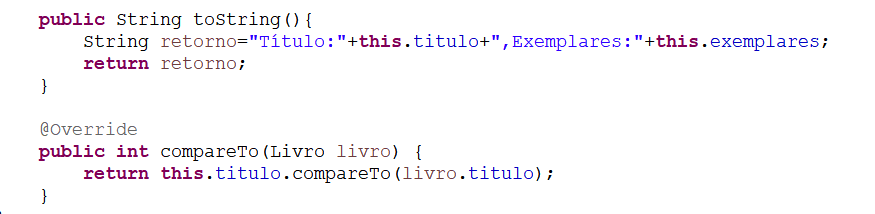 public String toString(){
String retorno="Título:"+this.titulo+",Exemplares:"+this.exemplares;
return retorno;
}
@Override
public int compareTo(Livro livro) {
return this.titulo.compareTo(livro.titulo);
}